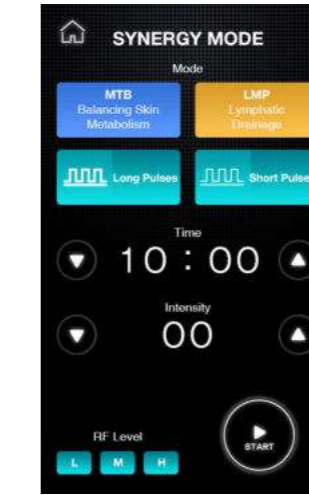 SYNERGY MODE
Mode
MTB
Balancing Skin
Metabolism
LMP
Lymphatic
Drainage
Long Pulses
Short Pulse
Time
10 : 00
Intensity
00
START
RF Level
L M H